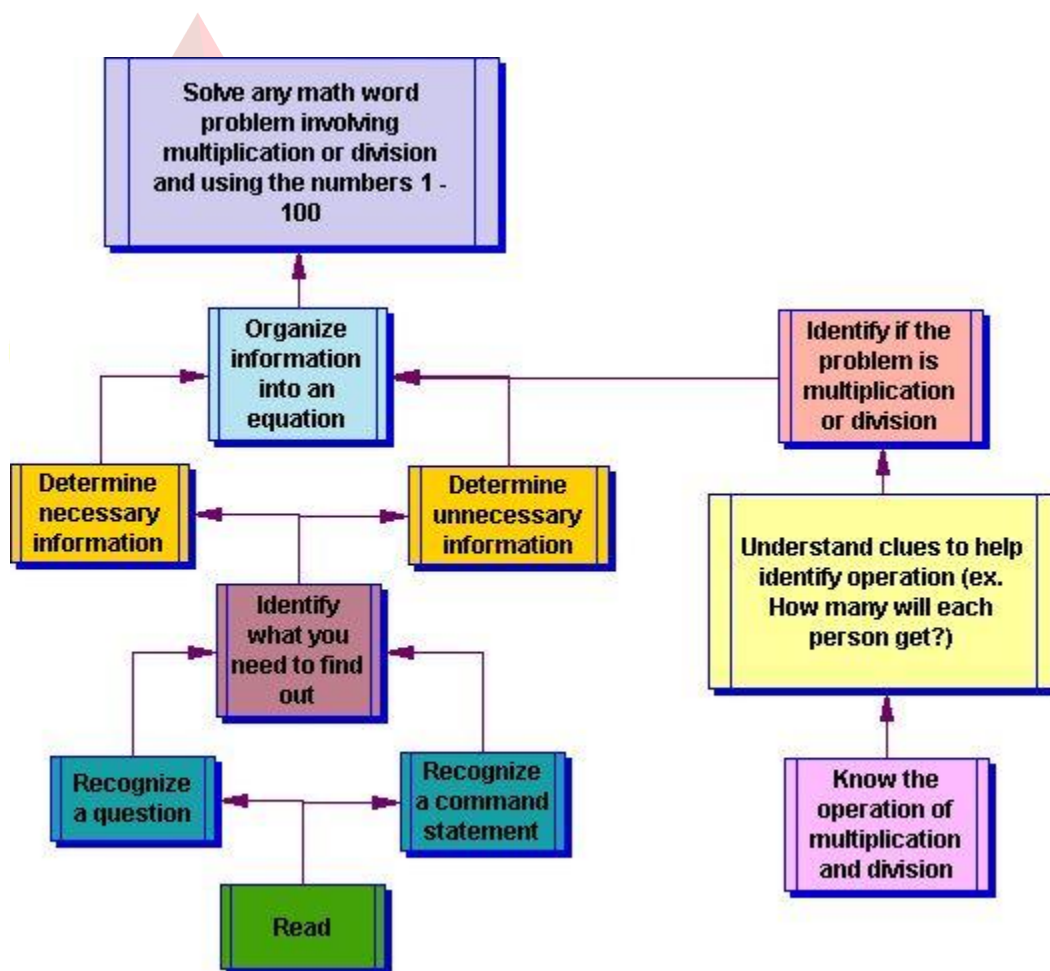 Solve any math word
problem involving
multiplication or division
and using the numbers 1 -
100
Organize
information
into an
equation
Identify if the
problem is
multiplication
or division
Determine
necessary
information
Determine
unnecessary
information
Understand clues to help
identify operation (ex.
How many will each
person get?)
Identify
what you
need to find
out
Recognize
a question
Recognize
a command
statement
Know the
operation of
multiplication
and division
Read